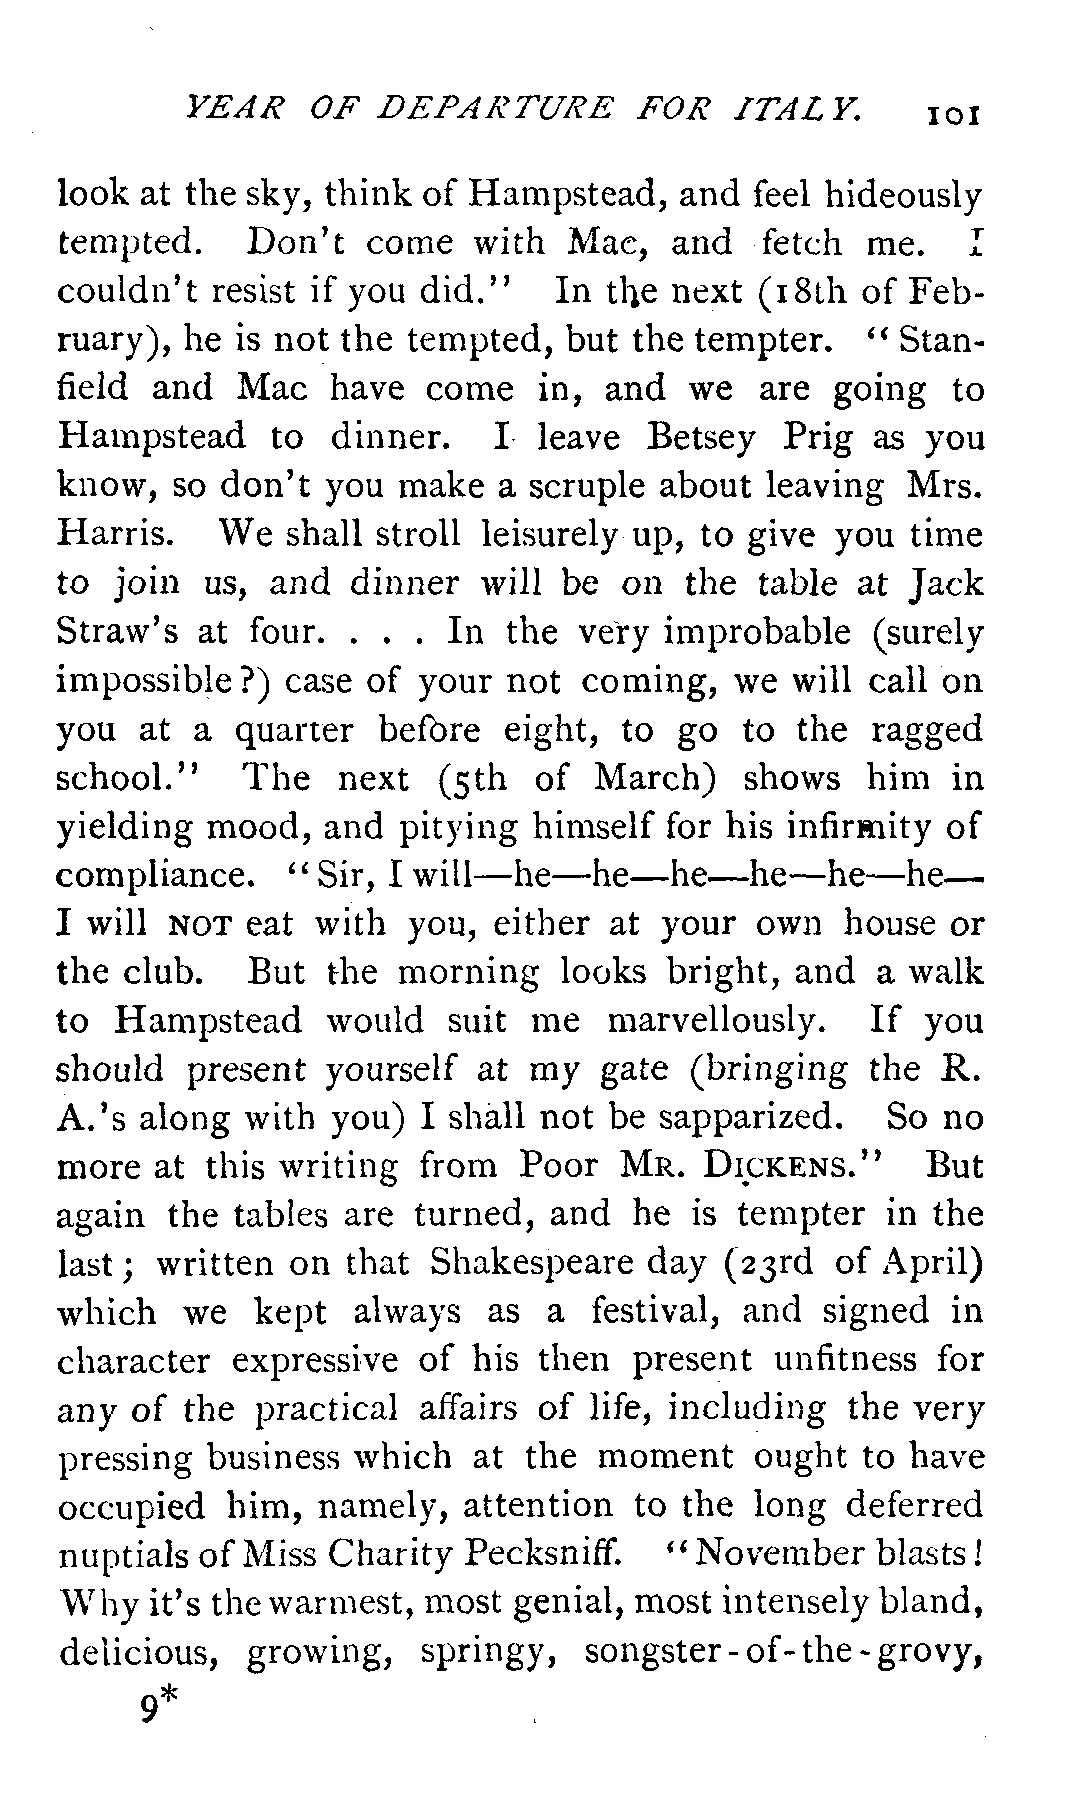 YEAR OF DEPARTURE FOR ITALY. 101
look at the sky, think of Hampstead, and feel hideously
tempted. Don't come with Mac, and fetch me. I
couldn't resist if you did." In the next (18th of Feb-
ruary), he is not the tempted, but the tempter. "Stan-
field and Mac have come in, and we are going to
Hampstead to dinner. I leave Betsey Prig as you
know, so don't you make a scruple about leaving Mrs.
Harris. We shall stroll leisurely up, to give you time
to join us, and dinner will be on the table at Jack
Straw's at four. . . . In the very improbable (surely
impossible?) case of your not coming, we will call on
you at a quarter before eight, to go to the ragged
school." The next (5th of March) shows him in
yielding mood, and pitying himself for his infirmity of
compliance. "Sir, I will—he—he—he—he—he—he—
I will NOT eat with you, either at your own house or
the club. But the morning looks bright, and a walk
to Hampstead would suit me marvellously. If you
should present yourself at my gate (bringing the R.
A.'s along with you) I shall not be sapparized. So no
more at this writing from Poor MR. DICKENS." But
again the tables are turned, and he is tempter in the
last; written on that Shakespeare day (23rd of April)
which we kept always as a festival, and signed in
character expressive of his then present unfitness for
any of the practical affairs of life, including the very
pressing business which at the moment ought to have
occupied him, namely, attention to the long deferred
nuptials of Miss Charity Pecksniff. "November blasts!
Why it's the warmest, most genial, most intensely bland,
delicious, growing, springy, songster-of-the-grovy,
9*